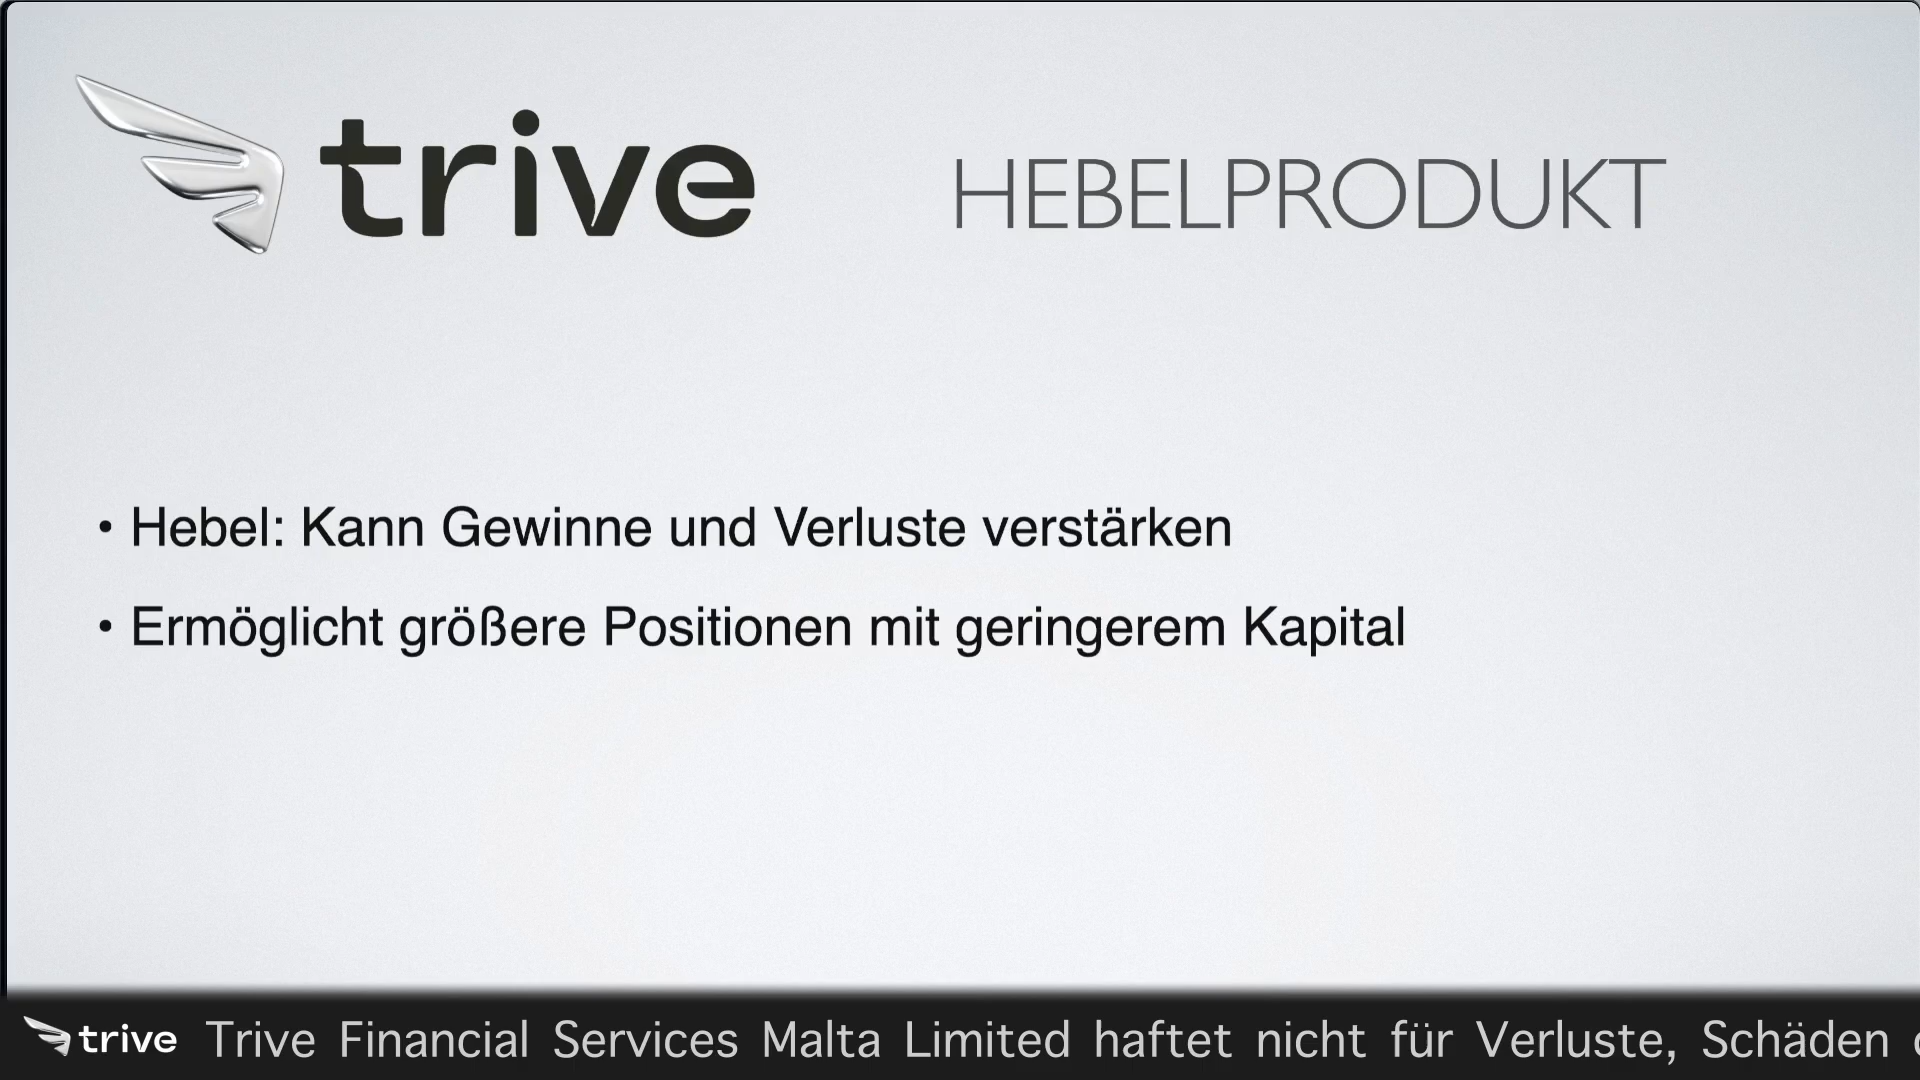 trive
HEBELPRODUKT
• Hebel: Kann Gewinne und Verluste verstärken
• Ermöglicht größere Positionen mit geringerem Kapital
trive Trive Financial Services Malta Limited haftet nicht für Verluste, Schäden